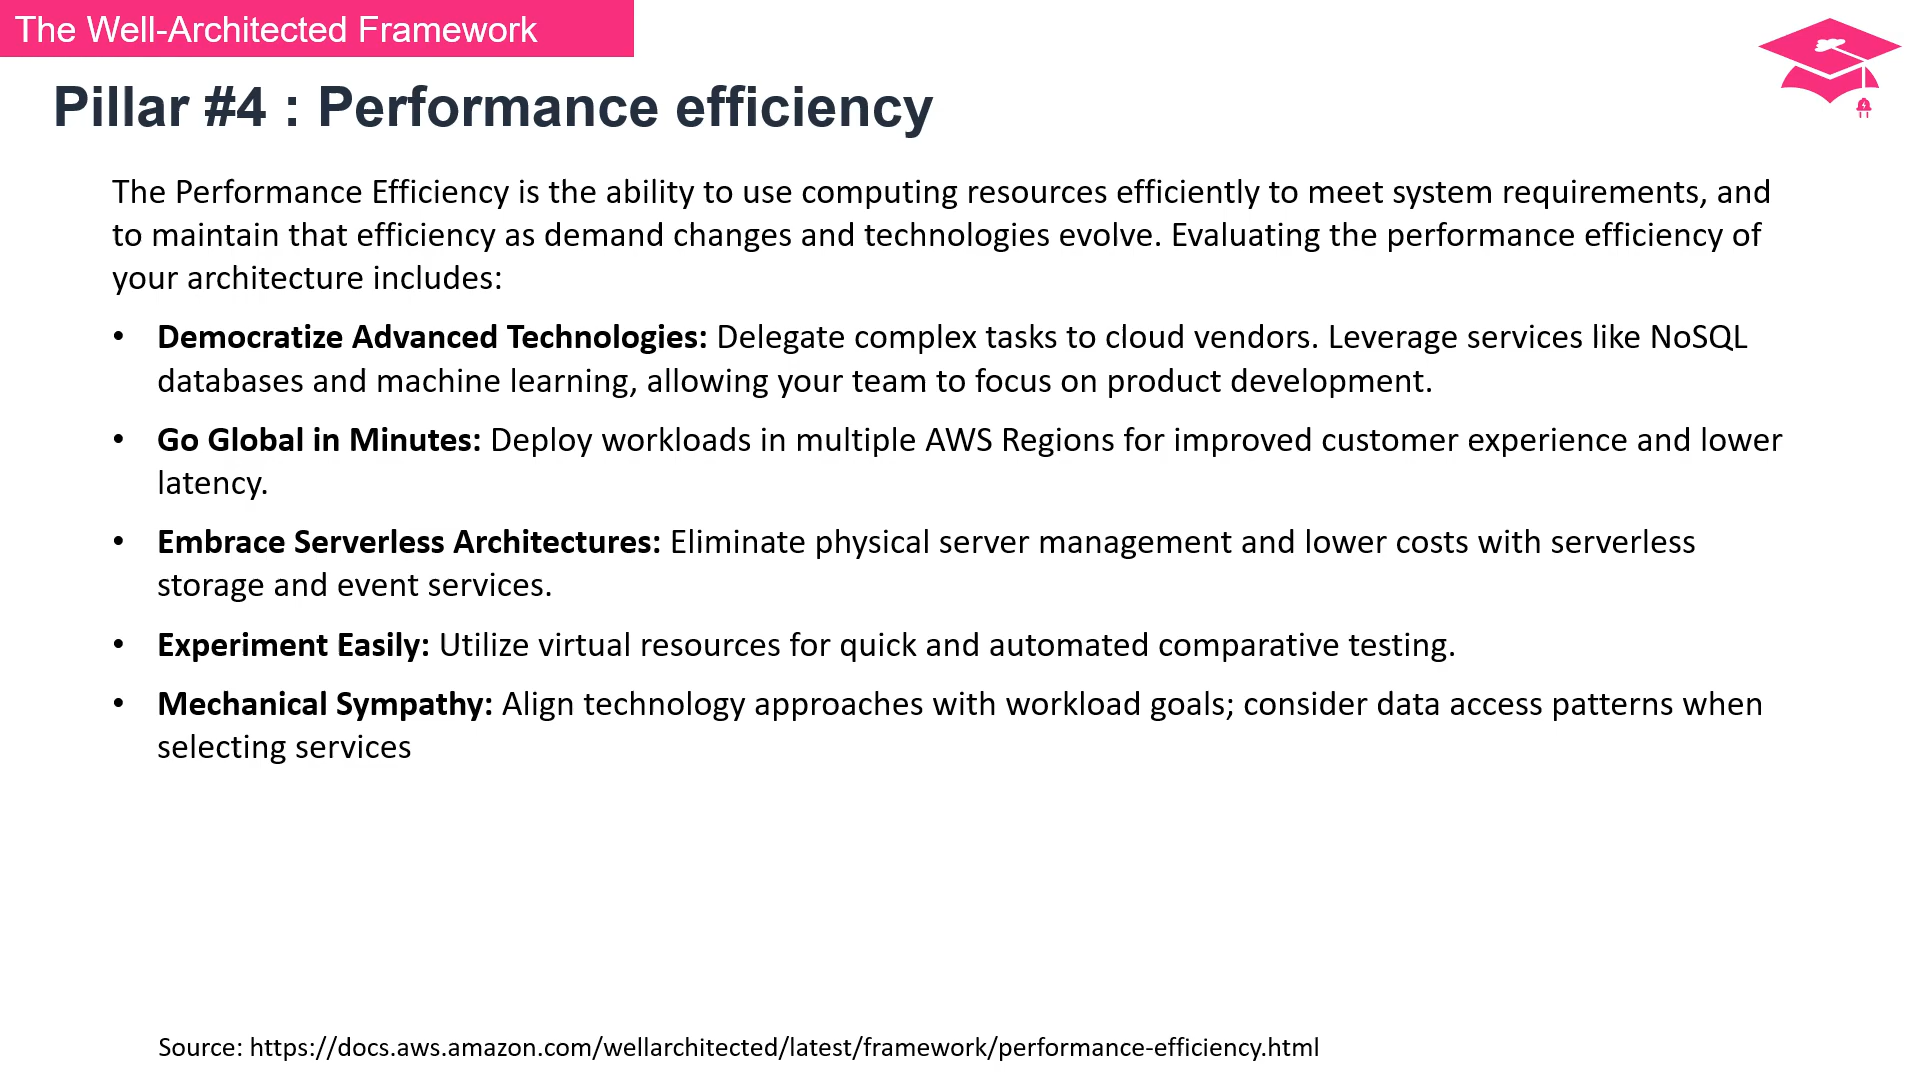 The Well-Architected Framework
Pillar #4 : Performance efficiency
The Performance Efficiency is the ability to use computing resources efficiently to meet system requirements, and
to maintain that efficiency as demand changes and technologies evolve. Evaluating the performance efficiency of
your architecture includes:
• Democratize Advanced Technologies: Delegate complex tasks to cloud vendors. Leverage services like NoSQL
databases and machine learning, allowing your team to focus on product development.
• Go Global in Minutes: Deploy workloads in multiple AWS Regions for improved customer experience and lower
latency.
• Embrace Serverless Architectures: Eliminate physical server management and lower costs with serverless
storage and event services.
• Experiment Easily: Utilize virtual resources for quick and automated comparative testing.
• Mechanical Sympathy: Align technology approaches with workload goals; consider data access patterns when
selecting services
Source: https://docs.aws.amazon.com/wellarchitected/latest/framework/performance-efficiency.html